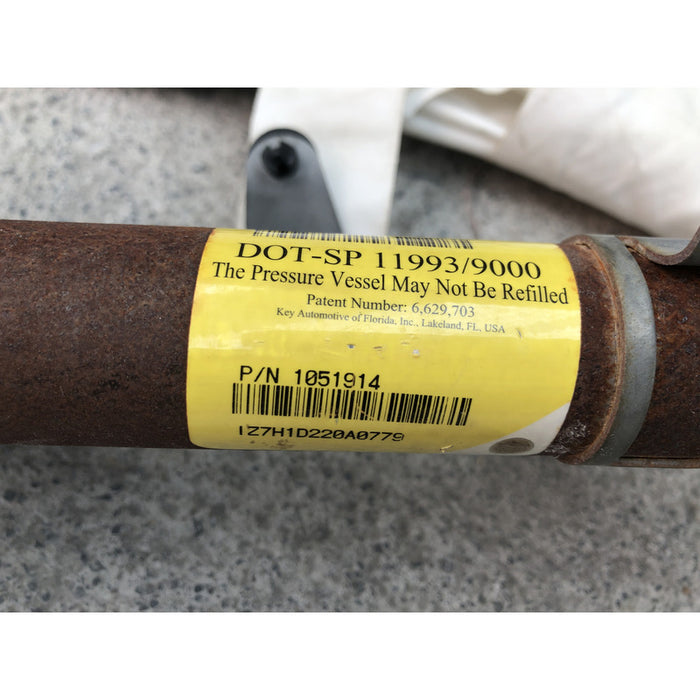 DOT-SP 11993/9000
The Pressure Vessel May Not Be Refilled
Patent Number: 6,629,703
Key Automotive of Florida, Inc., Lakeland, FL, USA
P/N 1051914
IZ7H1D220A0779